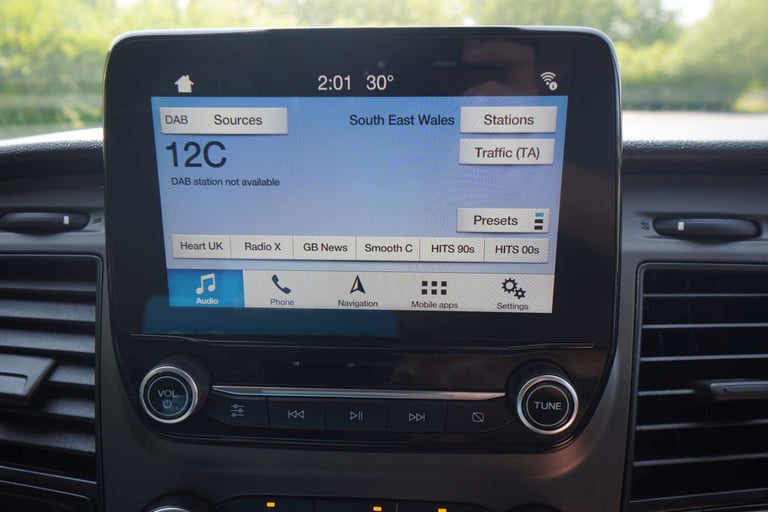 2:01 30°
DAB Sources
South East Wales
Stations
12C
Traffic (TA)
DAB station not available
Presets
Heart UK
Radio X
GB News
Smooth C
HITS 90s
HITS 00s
Audio
Phone
Navigation
Mobile apps
Settings
VOL
TUNE